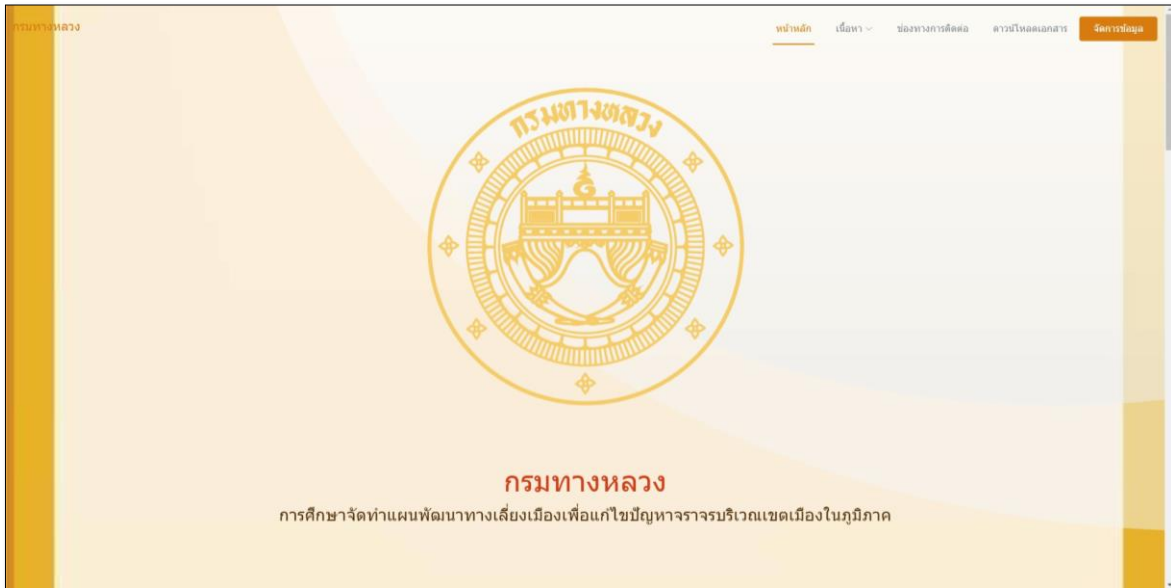 กรมทางหลวง
หน้าหลัก
เนื้อหา
ช่องทางการติดต่อ
ดาวน์โหลดเอกสาร
จัดการข้อมูล
กรมทางหลวง
กรมทางหลวง
การศึกษาจัดทำแผนพัฒนาทางเลี่ยงเมืองเพื่อแก้ไขปัญหาจราจรบริเวณเขตเมืองในภูมิภาค